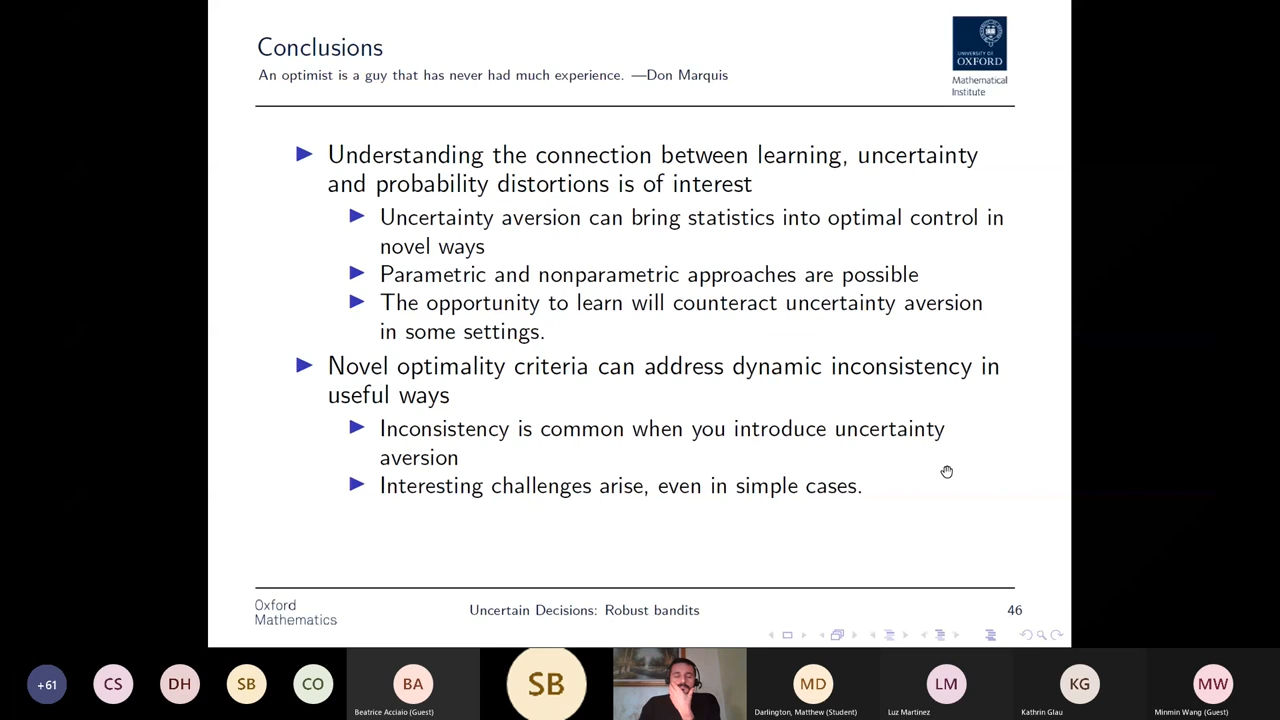 Conclusions
An optimist is a guy that has never had much experience. —Don Marquis
UNIVERSITY OF
OXFORD
Mathematical
Institute
Understanding the connection between learning, uncertainty
and probability distortions is of interest
Uncertainty aversion can bring statistics into optimal control in
novel ways
Parametric and nonparametric approaches are possible
The opportunity to learn will counteract uncertainty aversion
in some settings.
Novel optimality criteria can address dynamic inconsistency in
useful ways
Inconsistency is common when you introduce uncertainty
aversion
Interesting challenges arise, even in simple cases.
Oxford
Mathematics
Uncertain Decisions: Robust bandits
46
+61
CS
DH
SB
CO
BA
SB
MD
LM
KG
MW
Beatrice Acciaio (Guest)
Darlington, Matthew (Student)
Luz Martinez
Kathrin Glau
Minmin Wang (Guest)